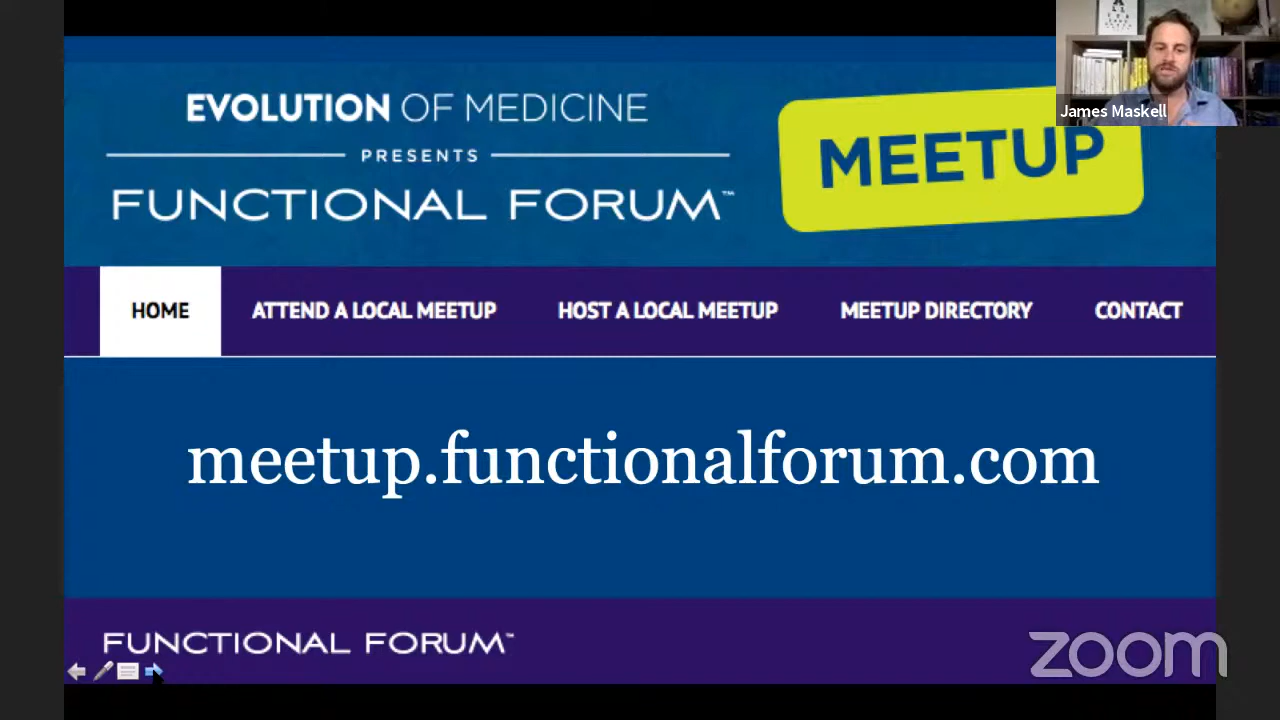 EVOLUTION OF MEDICINE
PRESENTS
FUNCTIONAL FORUM™
MEETUP
James Maskell
HOME ATTEND A LOCAL MEETUP HOST A LOCAL MEETUP MEETUP DIRECTORY CONTACT
meetup.functionalforum.com
FUNCTIONAL FORUM™
zoom